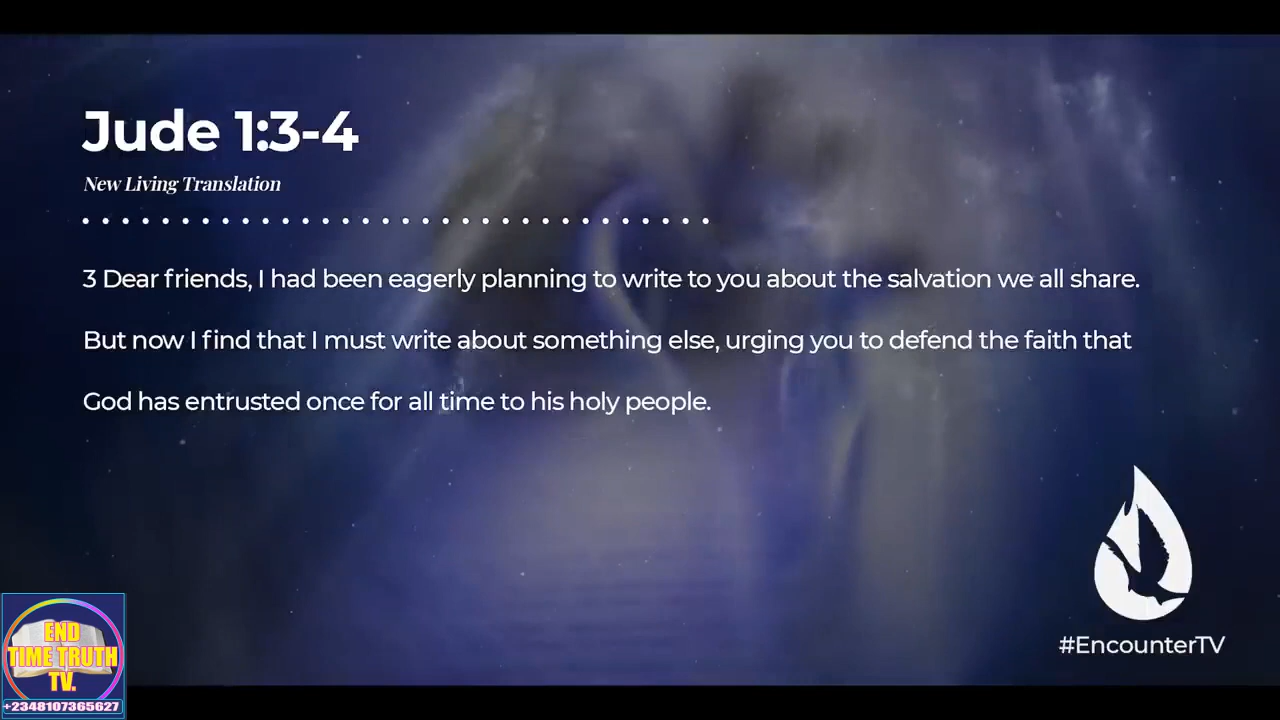 Jude 1:3-4
New Living Translation
3 Dear friends, I had been eagerly planning to write to you about the salvation we all share.
But now I find that I must write about something else, urging you to defend the faith that
God has entrusted once for all time to his holy people.
#EncounterTV
END
TIME TRUTH
TV.
+2348107365627